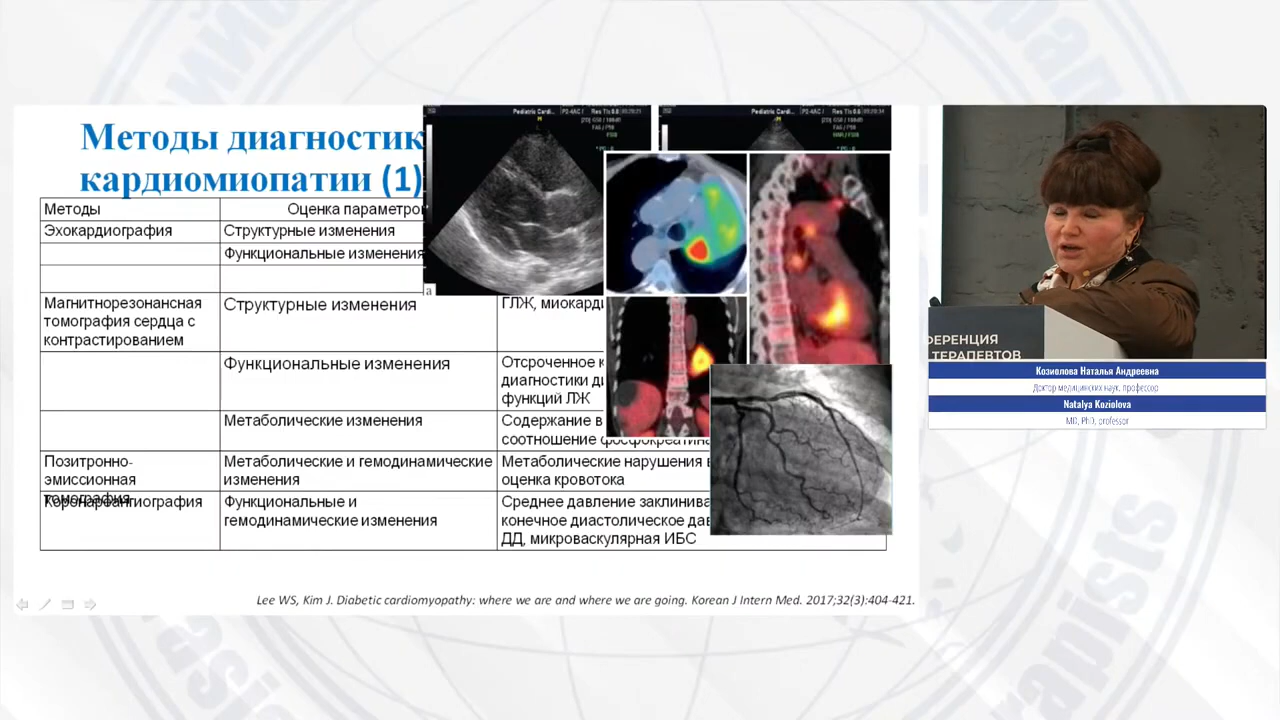 Методы диагностик
кардиомиопатии (1)
Методы
Оценка параметро
Эхокардиография
Структурные изменения
Функциональные изменения
Магнитнорезонансная
томография сердца с
контрастированием
Структурные изменения
ГЛЖ, миокарди
Функциональные изменения
Отсроченное к
диагностики ди
функций ЛЖ
Метаболические изменения
Содержание в
соотношение фосфокреатина
Позитронно-
эмиссионная
томография
Метаболические и гемодинамические
изменения
Метаболические нарушения в
оценка кровотока
Коронароангиография
Функциональные и
гемодинамические изменения
Среднее давление заклинива
конечное диастолическое дав
ДД, микроваскулярная ИБС
Lee WS, Kim J. Diabetic cardiomyopathy: where we are and where we are going. Korean J Intern Med. 2017;32(3):404-421.
Pediatric Cardi...
Pediatric Cardi...
a
ФЕРЕНЦИЯ
ТЕРАПЕВТОВ
Козиолова Наталья Андреевна
Доктор медицинских наук, профессор
Natalya Koziolova
MD, PhD, professor